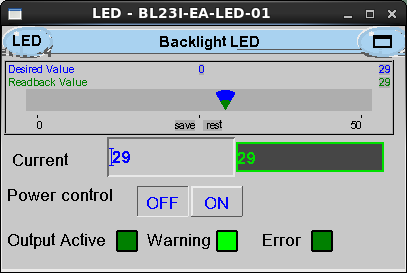 LED - BL23I-EA-LED-01
LED Backlight LED
Desired Value 0 29
Readback Value 29
0 save rest 50
Current 29 29
Power control OFF ON
Output Active Warning Error